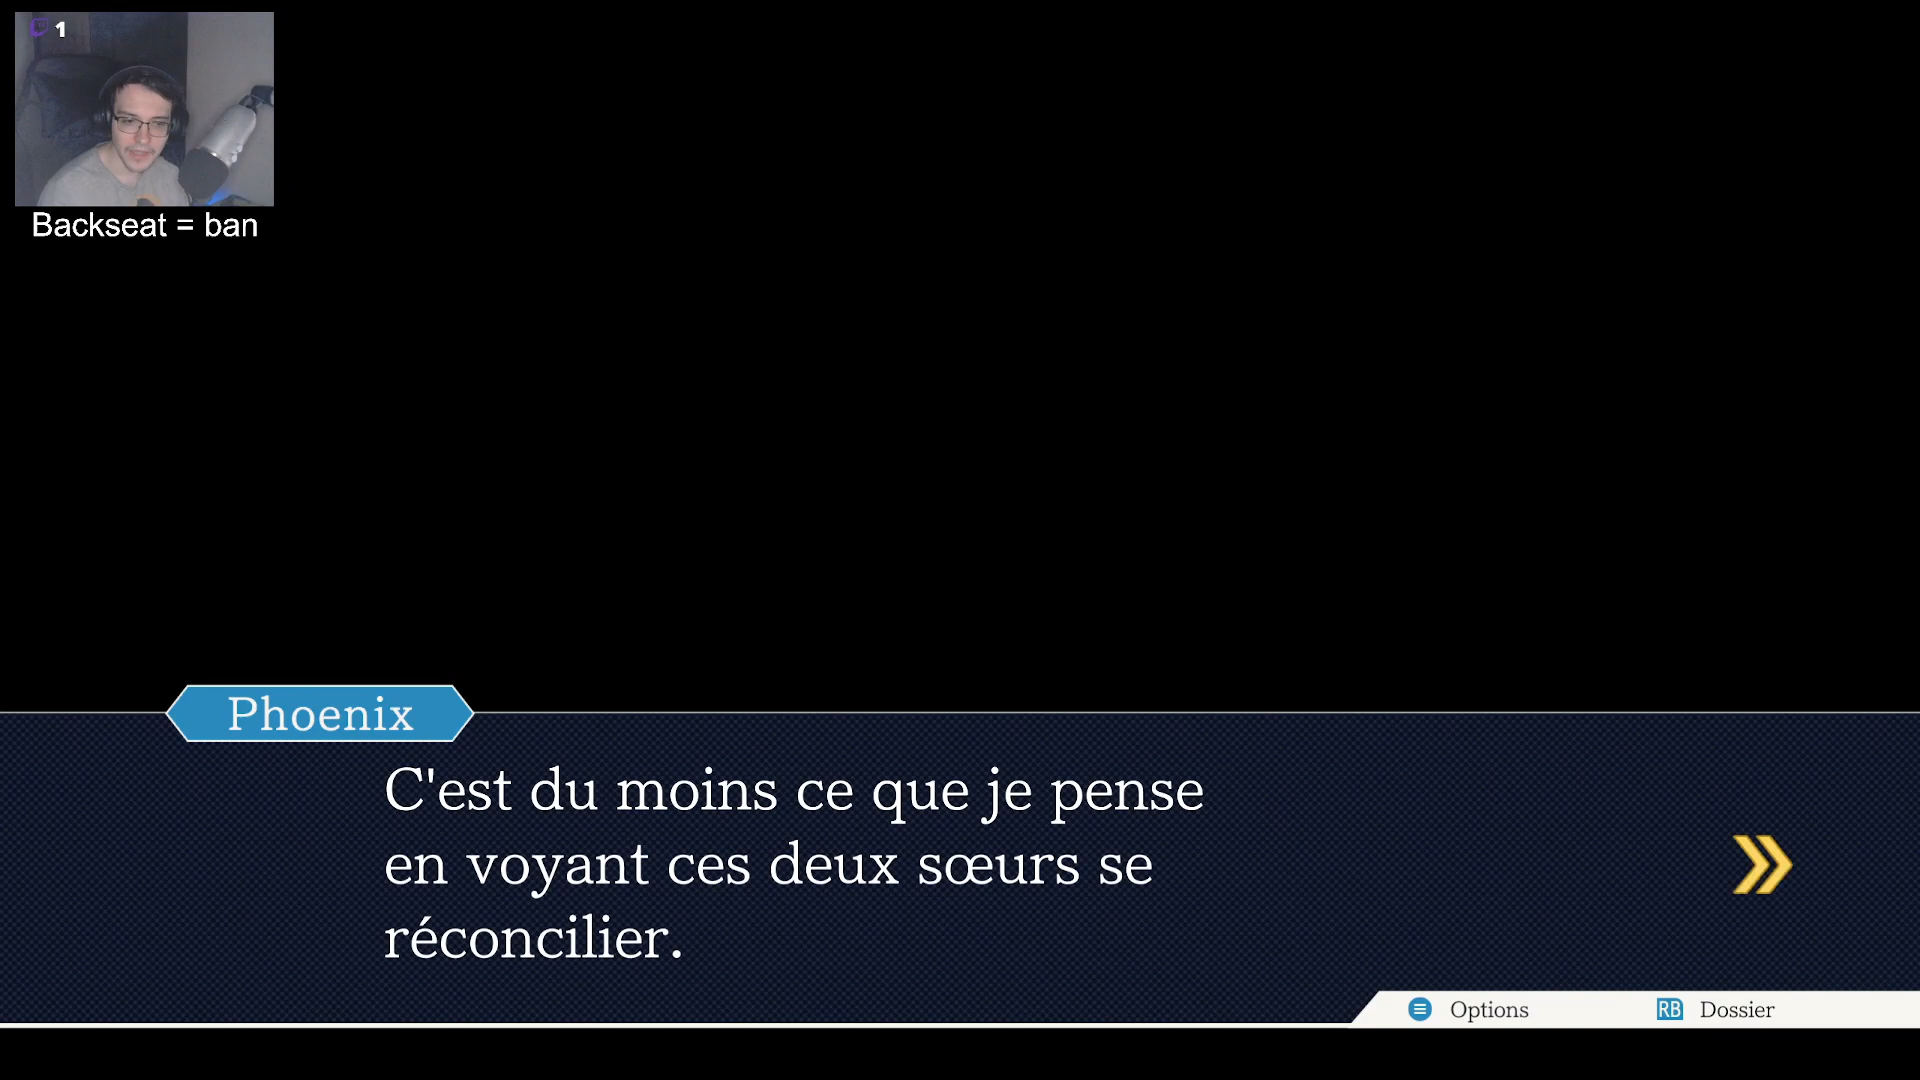 1
Backseat = ban
Phoenix
C'est du moins ce que je pense
en voyant ces deux sœurs se
réconcilier.
Options
RB Dossier